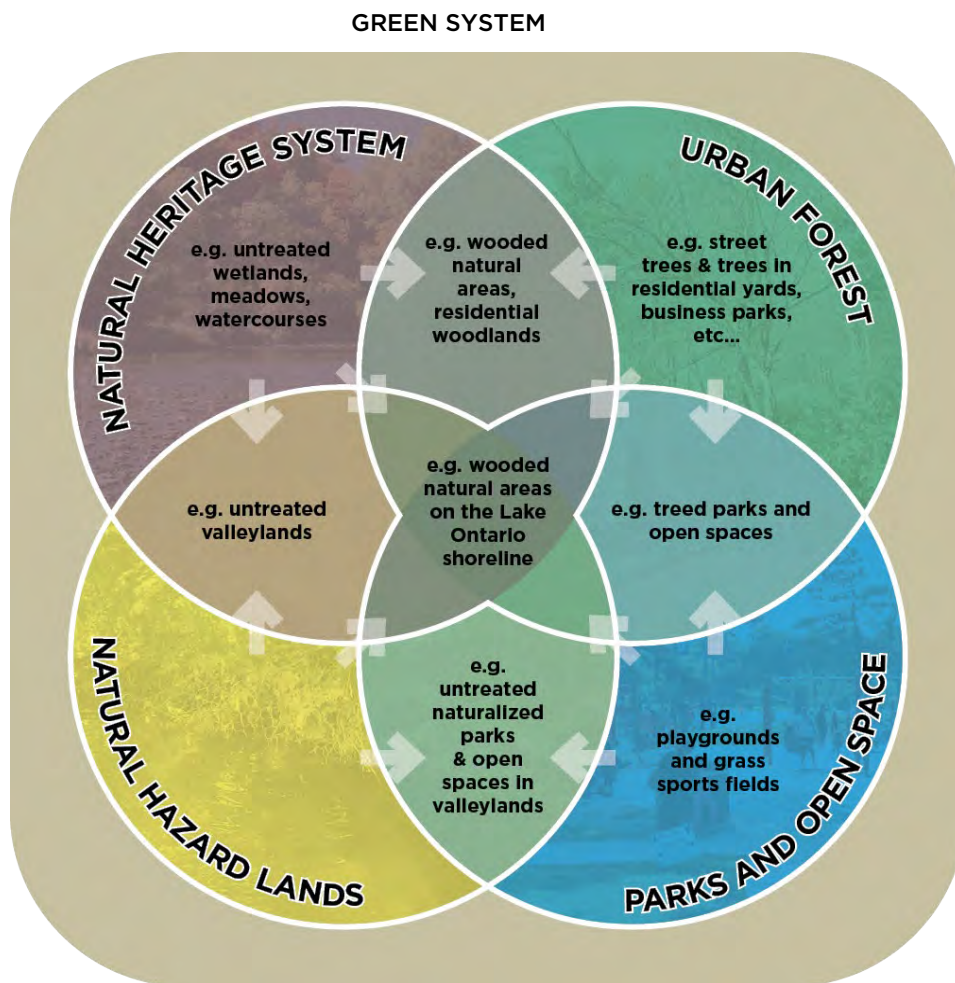 GREEN SYSTEM
NATURAL HERITAGE SYSTEM
URBAN FOREST
e.g. untreated
wetlands,
meadows,
watercourses
e.g. wooded
natural
areas,
residential
woodlands
e.g. street
trees & trees in
residential yards,
business parks,
etc...
e.g. untreated
valleylands
e.g. wooded
natural areas
on the Lake
Ontario
shoreline
e.g. treed parks and
open spaces
NATURAL HAZARD LANDS
e.g.
untreated
naturalized
parks
& open
spaces in
valleylands
e.g.
playgrounds
and grass
sports fields
PARKS AND OPEN SPACE